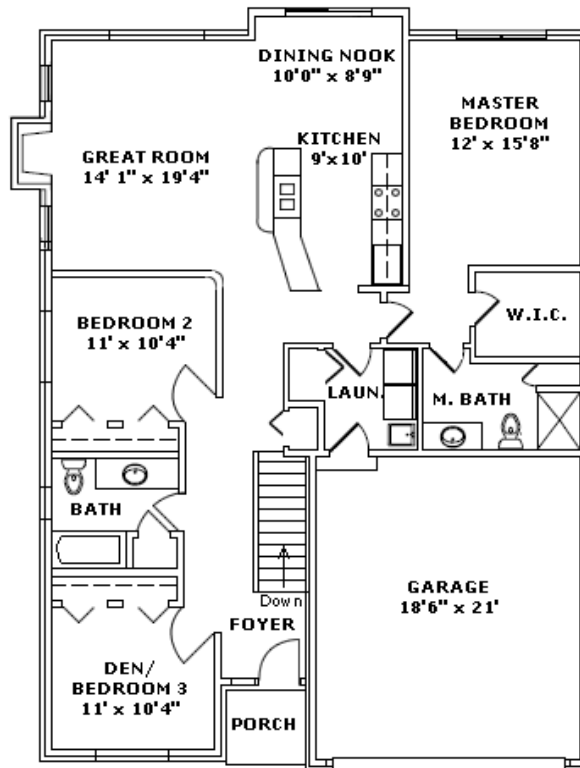 DINING NOOK
10'0" x 8'9"
MASTER
BEDROOM
12' x 15'8"
KITCHEN
9'x 10'
GREAT ROOM
14' 1" x 19'4"
W.I.C.
BEDROOM 2
11' x 10'4"
LAUN.
M. BATH
BATH
GARAGE
18'6" x 21'
Down
FOYER
DEN/
BEDROOM 3
11' x 10'4"
PORCH